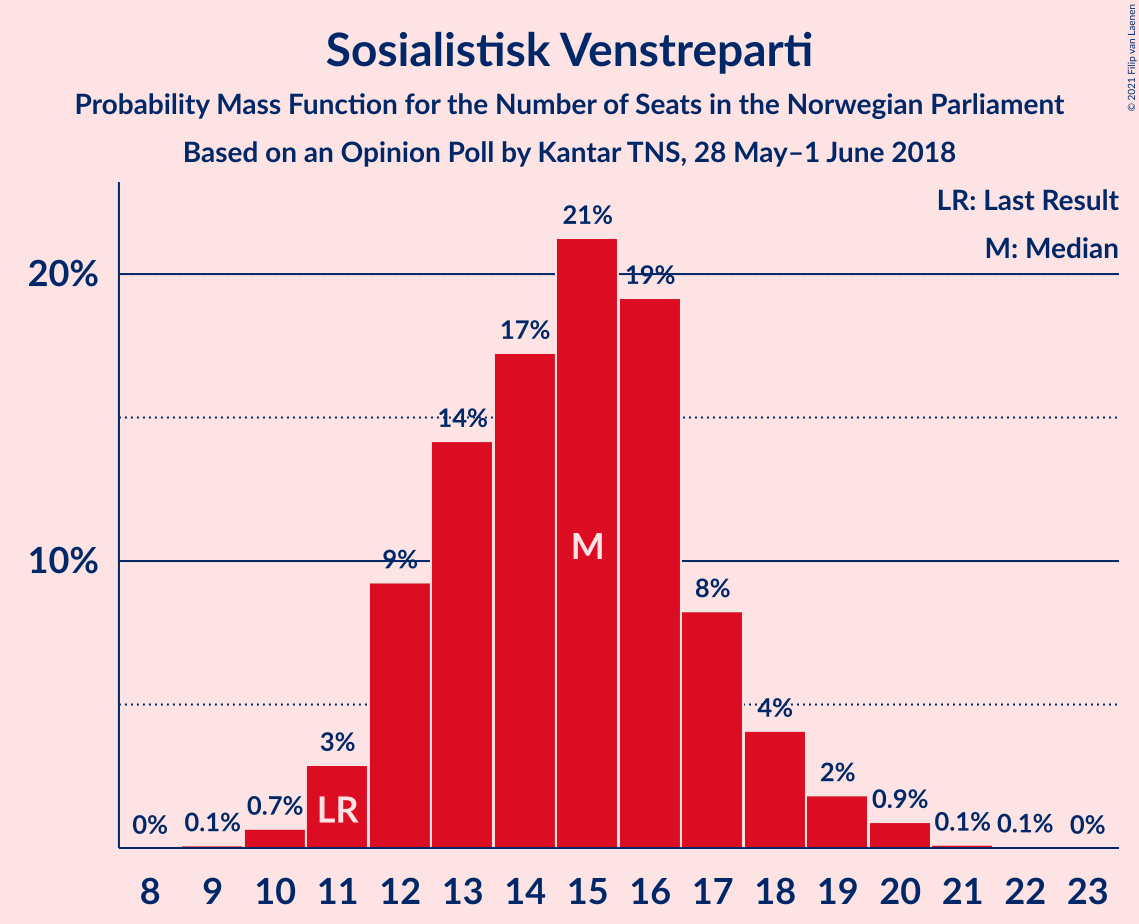 Sosialistisk Venstreparti
Probability Mass Function for the Number of Seats in the Norwegian Parliament
Based on an Opinion Poll by Kantar TNS, 28 May–1 June 2018
© 2021 Filip van Laenen
LR: Last Result
M: Median
20%
10%
0%
0.1%
0.7%
3%
9%
14%
17%
21%
19%
8%
4%
2%
0.9%
0.1%
0.1%
0%
LR
M
8 9 10 11 12 13 14 15 16 17 18 19 20 21 22 23